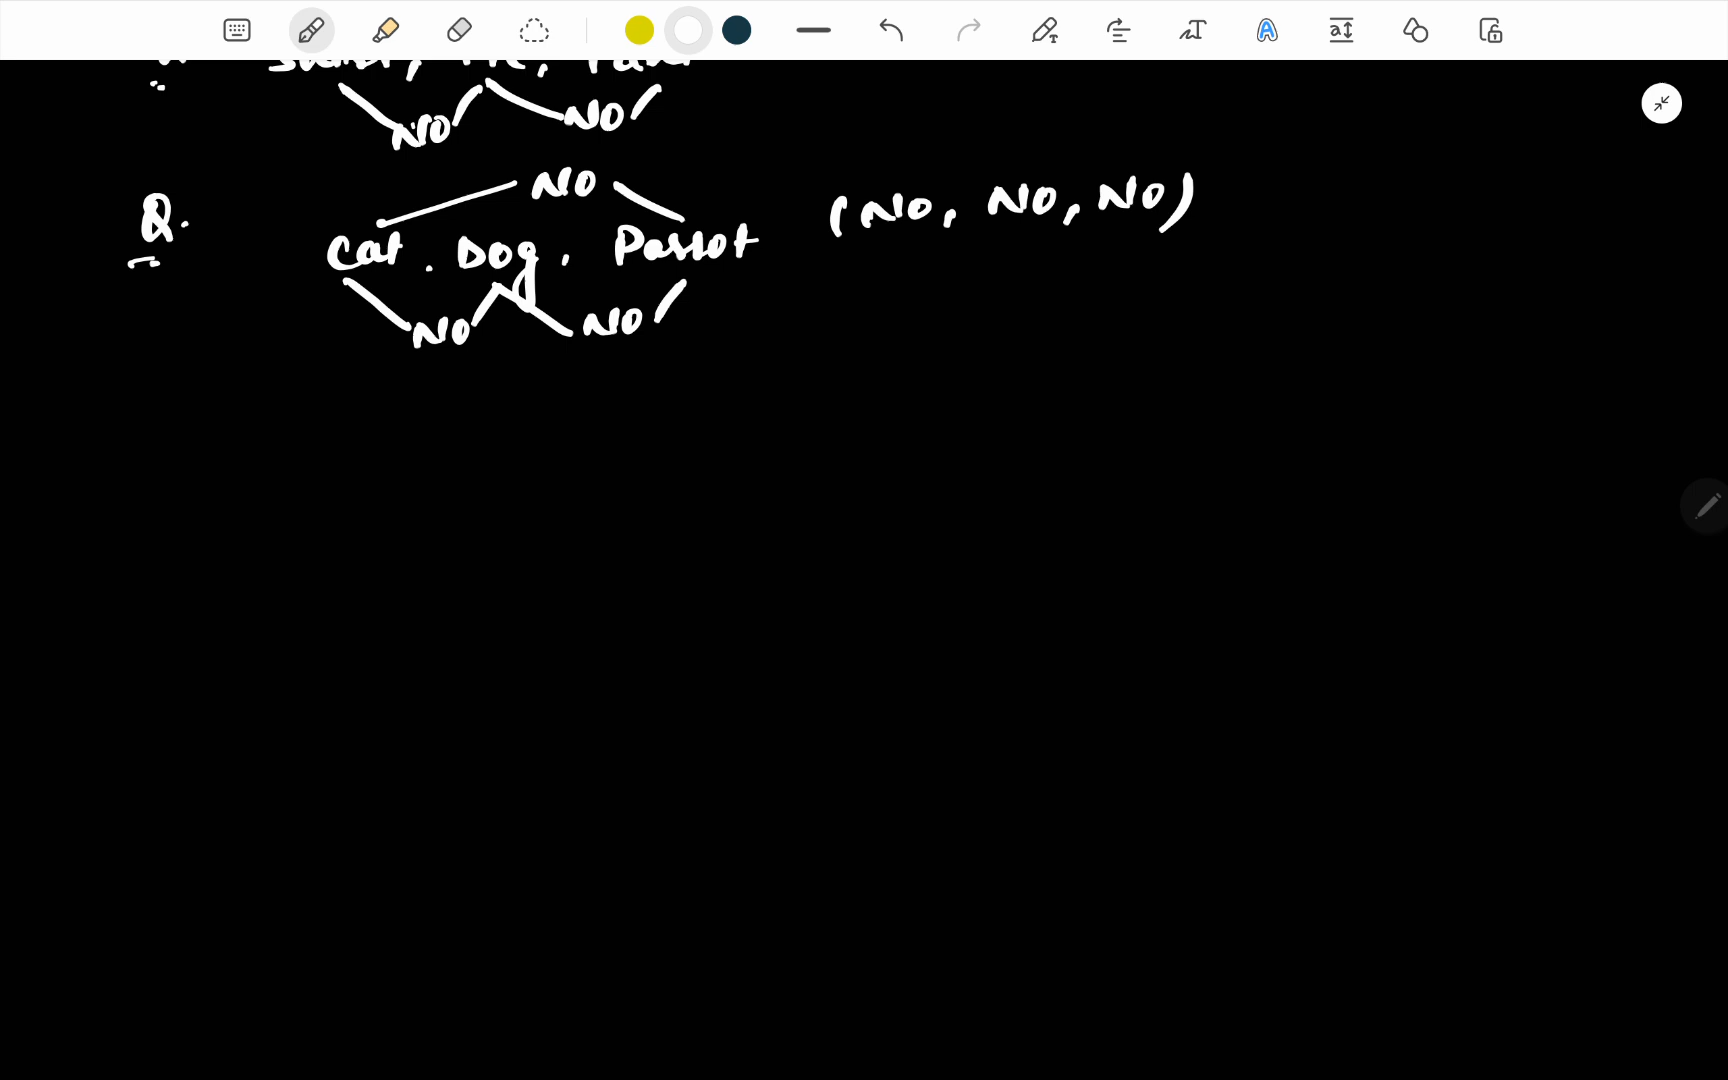 NO NO
NO
Q. Cat . Dog , Parrot (NO, NO, NO)
NO NO